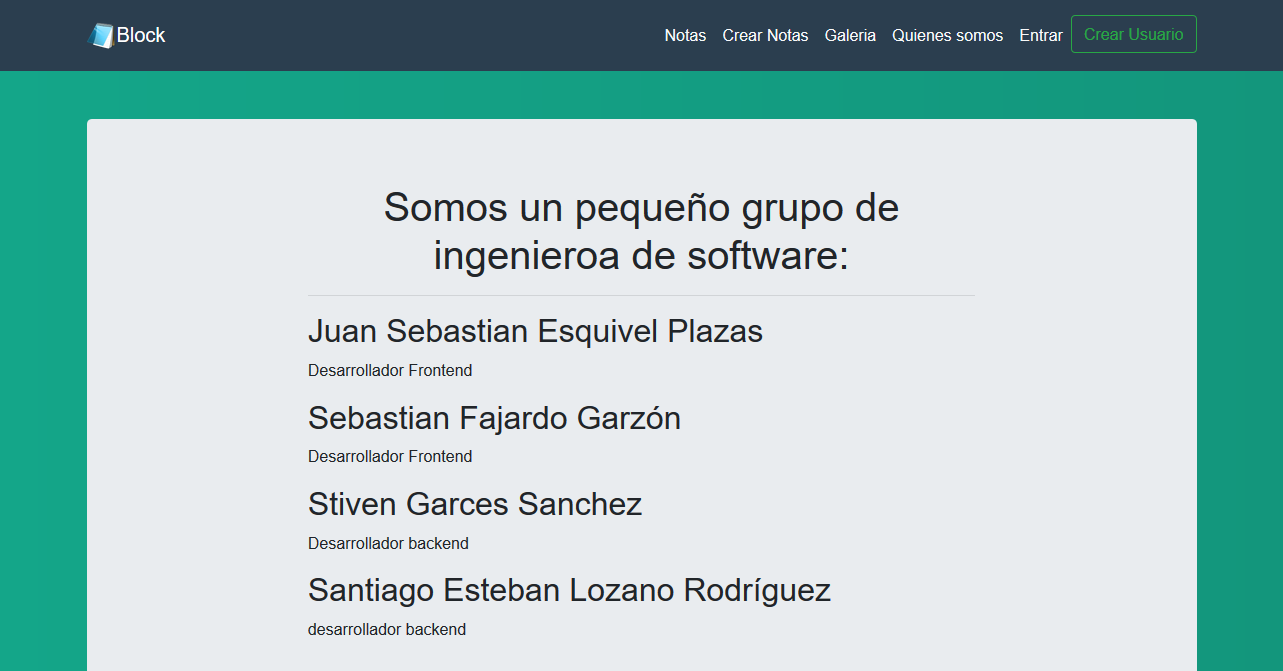 Block
Notas Crear Notas Galeria Quienes somos Entrar Crear Usuario
Somos un pequeño grupo de
ingenieroa de software:
Juan Sebastian Esquivel Plazas
Desarrollador Frontend
Sebastian Fajardo Garzón
Desarrollador Frontend
Stiven Garces Sanchez
Desarrollador backend
Santiago Esteban Lozano Rodríguez
desarrollador backend